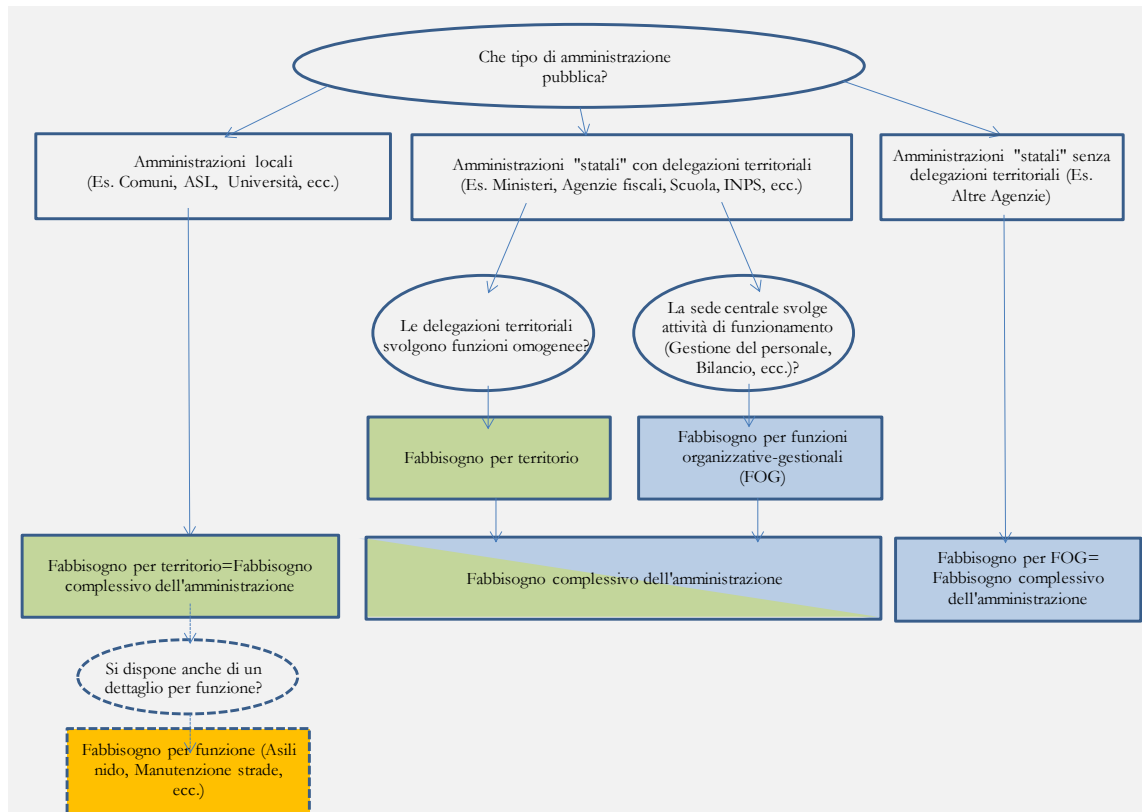 Che tipo di amministrazione
pubblica?
Amministrazioni locali
(Es. Comuni, ASL, Università, ecc.)
Amministrazioni "statali" con delegazioni territoriali
(Es. Ministeri, Agenzie fiscali, Scuola, INPS, ecc.)
Amministrazioni "statali" senza
delegazioni territoriali (Es.
Altre Agenzie)
Le delegazioni territoriali
svolgono funzioni omogenee?
La sede centrale svolge
attività di funzionamento
(Gestione del personale,
Bilancio, ecc.)?
Fabbisogno per territorio
Fabbisogno per funzioni
organizzative-gestionali
(FOG)
Fabbisogno per territorio=Fabbisogno
complessivo dell'amministrazione
Fabbisogno complessivo dell'amministrazione
Fabbisogno per FOG=
Fabbisogno complessivo
dell'amministrazione
Si dispone anche di un
dettaglio per funzione?
Fabbisogno per funzione (Asili
nido, Manutenzione strade,
ecc.)